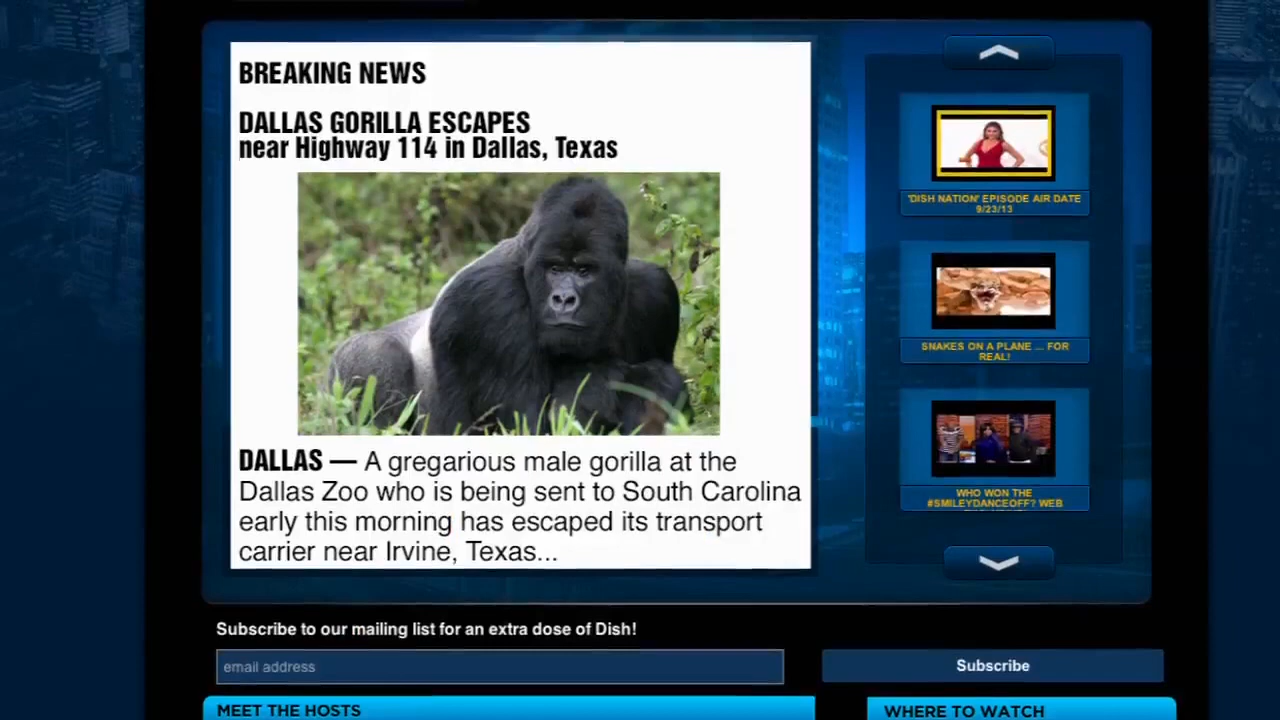 BREAKING NEWS
DALLAS GORILLA ESCAPES
near Highway 114 in Dallas, Texas
DALLAS — A gregarious male gorilla at the
Dallas Zoo who is being sent to South Carolina
early this morning has escaped its transport
carrier near Irvine, Texas...
'DISH NATION' EPISODE AIR DATE
9/23/13
SNAKES ON A PLANE ... FOR
REAL!
WHO WON THE
#SMILEYDANCEOFF? WEB
Subscribe to our mailing list for an extra dose of Dish!
email address
Subscribe
MEET THE HOSTS
WHERE TO WATCH